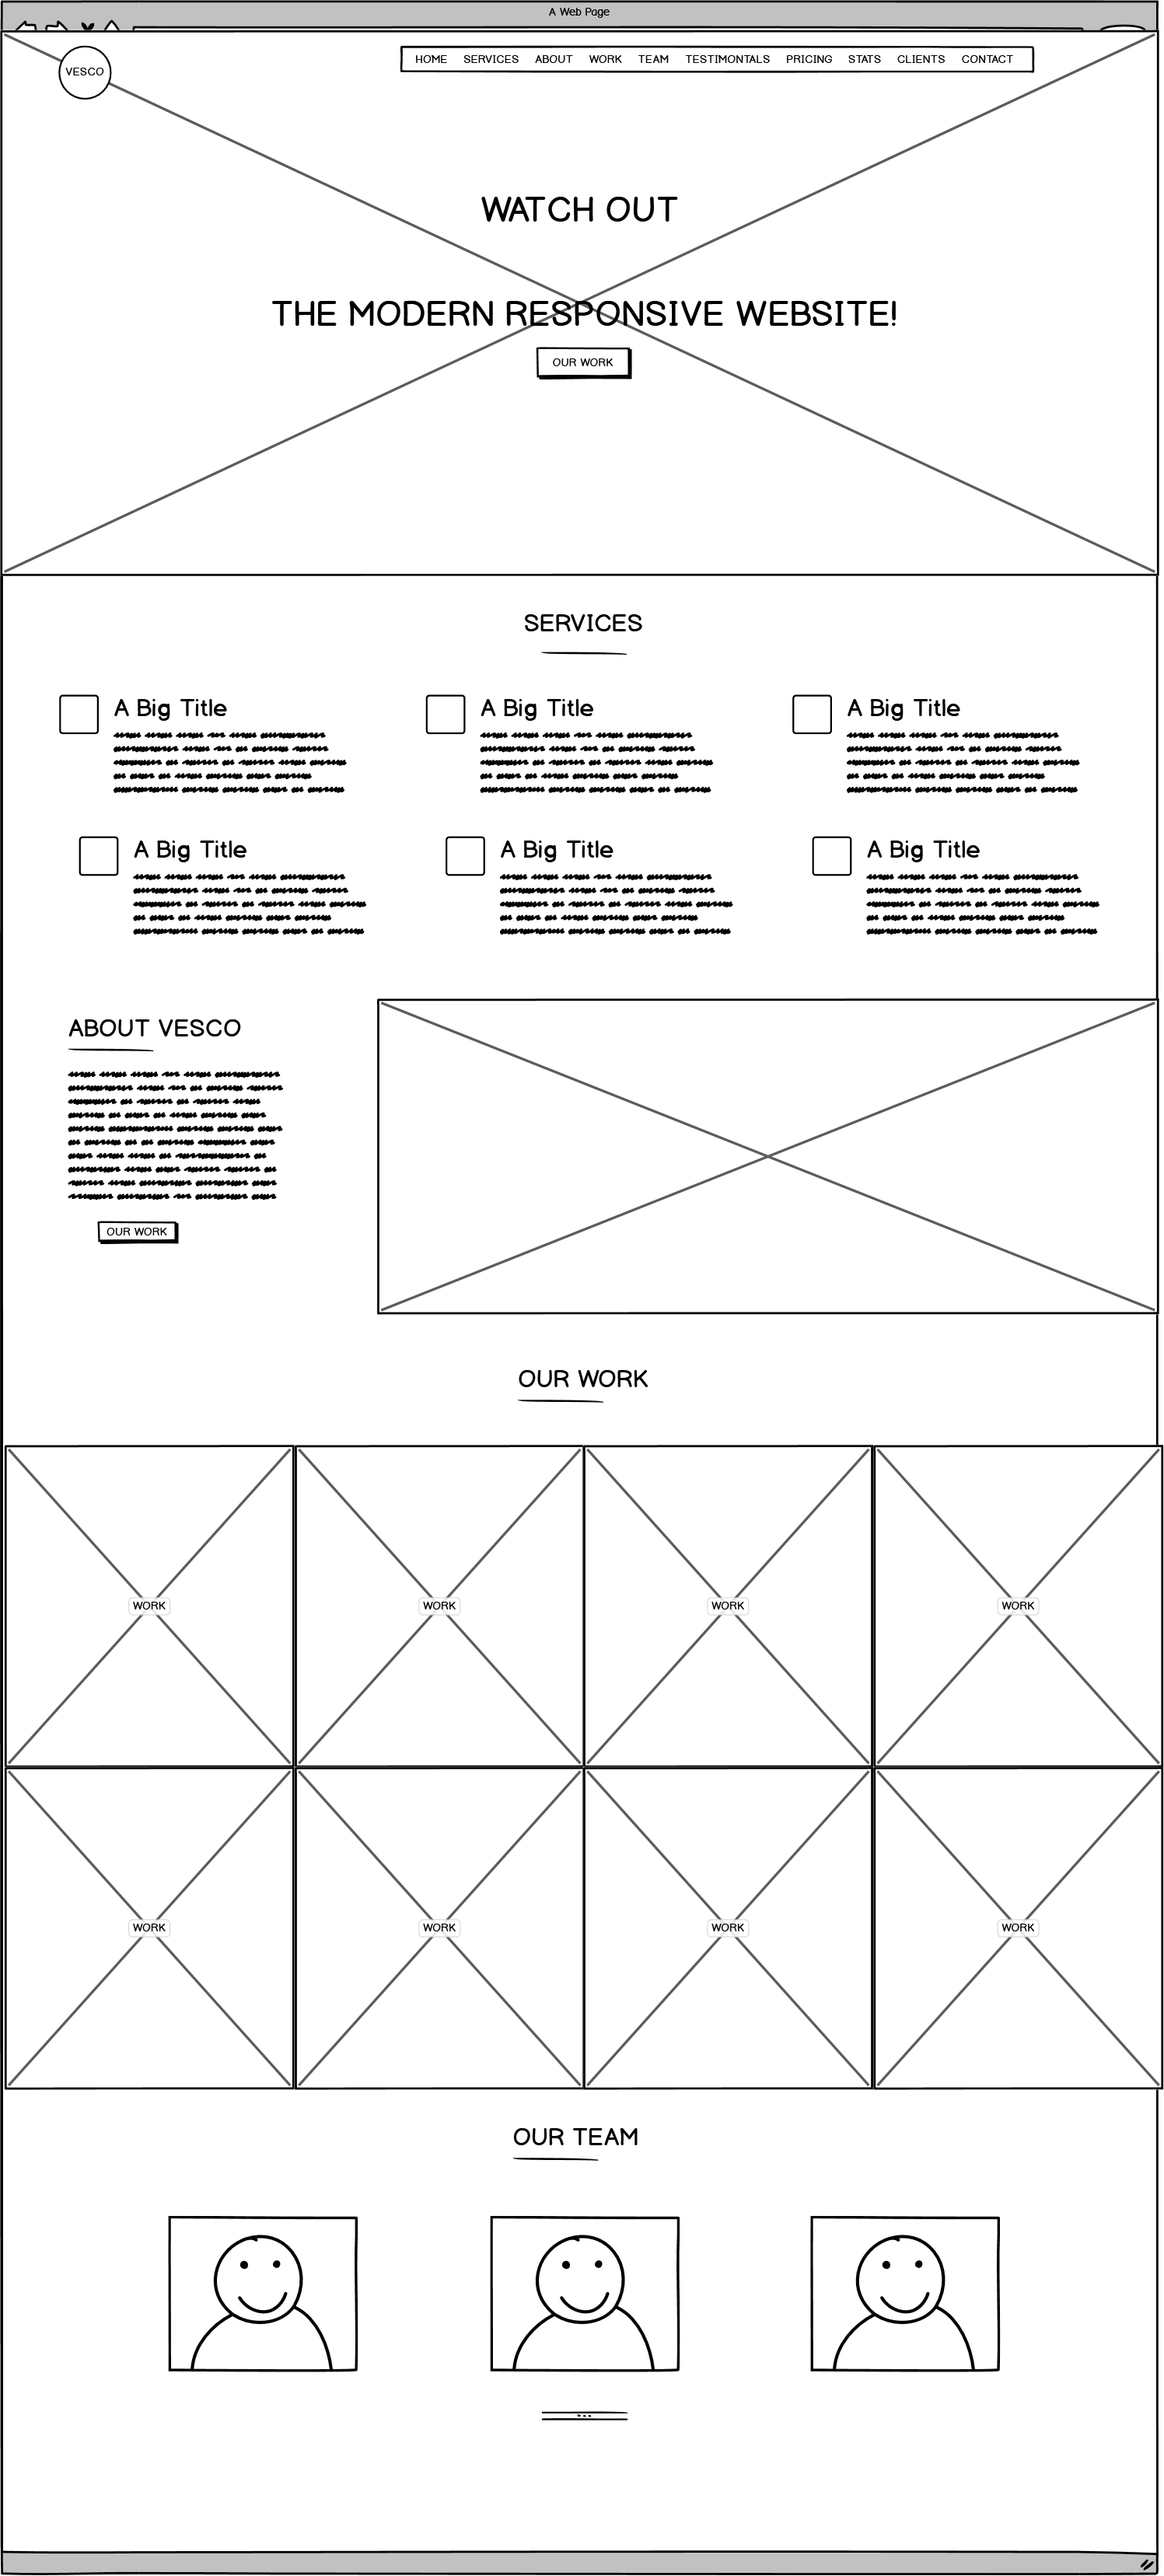 A Web Page
VESCO
HOME SERVICES ABOUT WORK TEAM TESTIMONTALS PRICING STATS CLIENTS CONTACT
WATCH OUT
THE MODERN RESPONSIVE WEBSITE!
OUR WORK
SERVICES
A Big Title A Big Title A Big Title
A Big Title A Big Title A Big Title
ABOUT VESCO
OUR WORK
OUR WORK
WORK WORK WORK WORK
WORK WORK WORK WORK
OUR TEAM